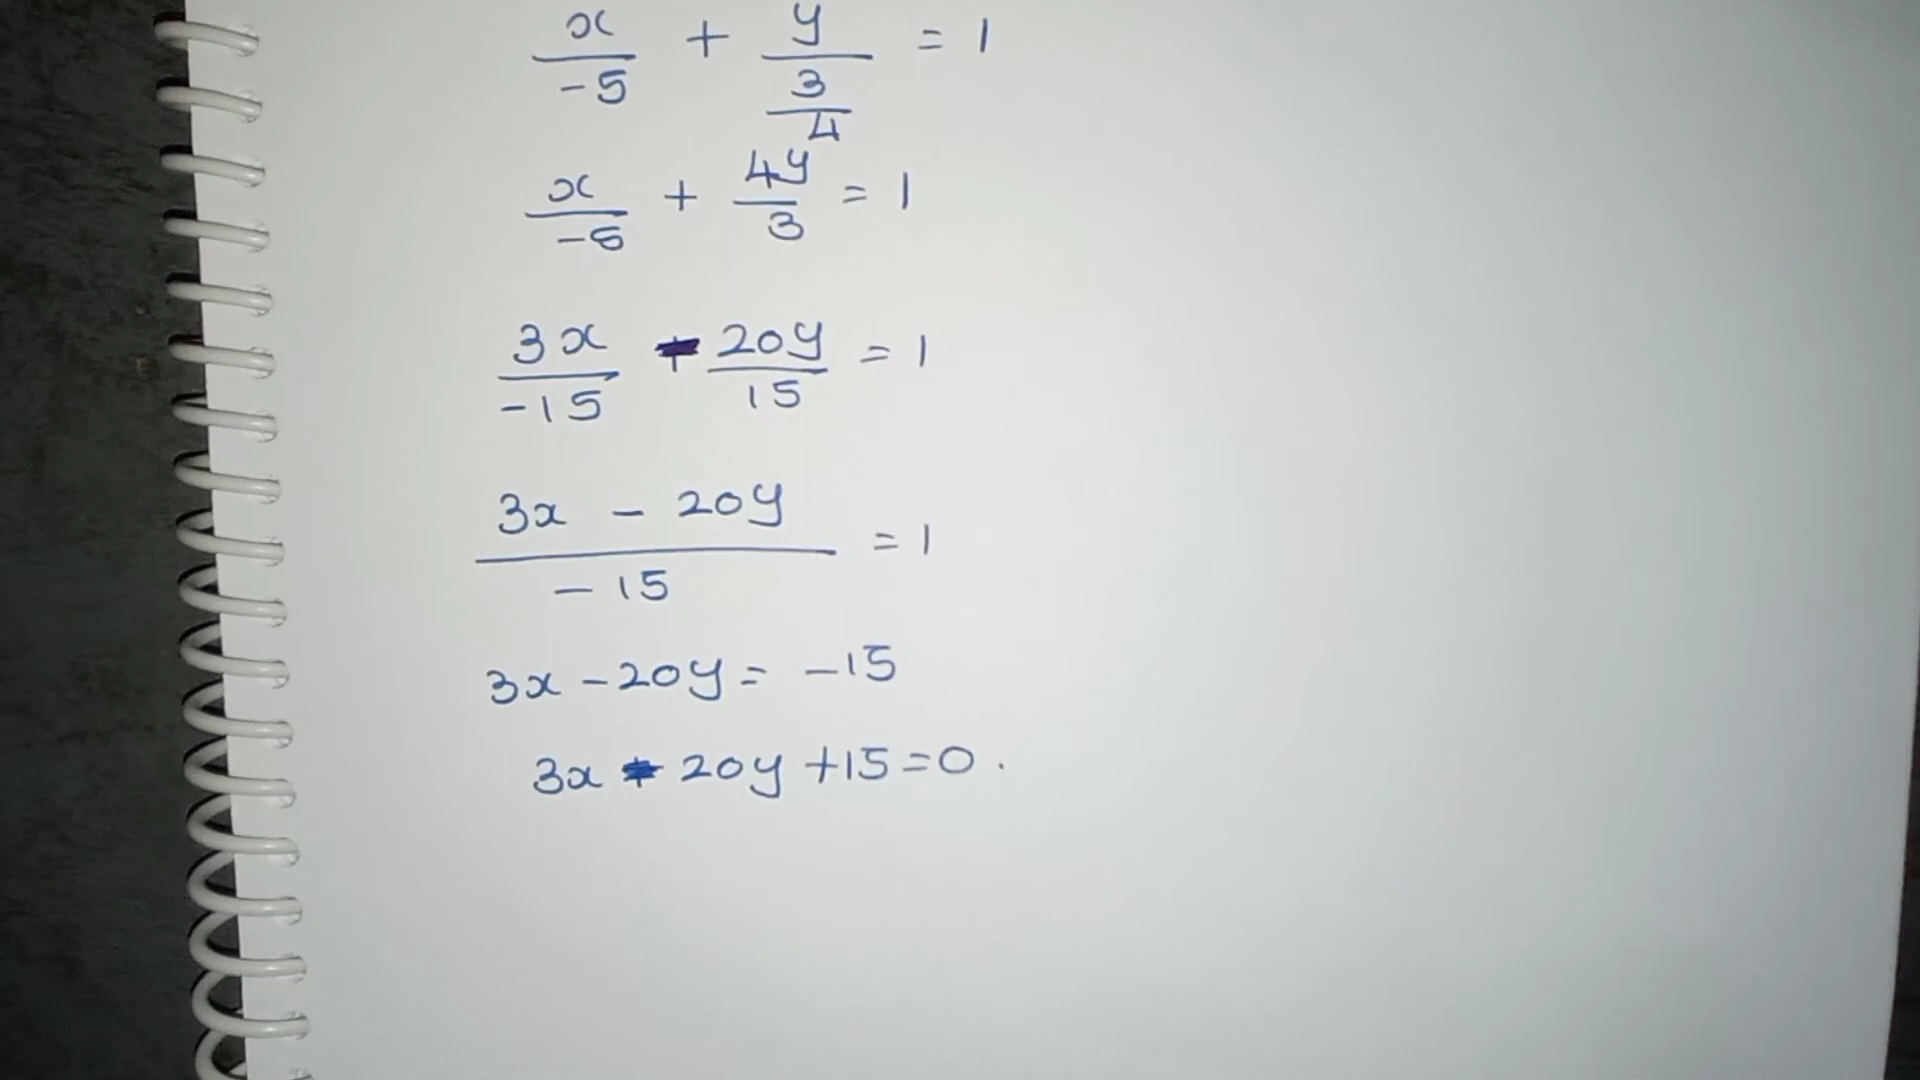 x/-5 + y/(3/4) = 1
x/-5 + 4y/3 = 1
3x/-15 + 20y/15 = 1
(3x - 20y)/-15 = 1
3x - 20y = -15
3x - 20y + 15 = 0.